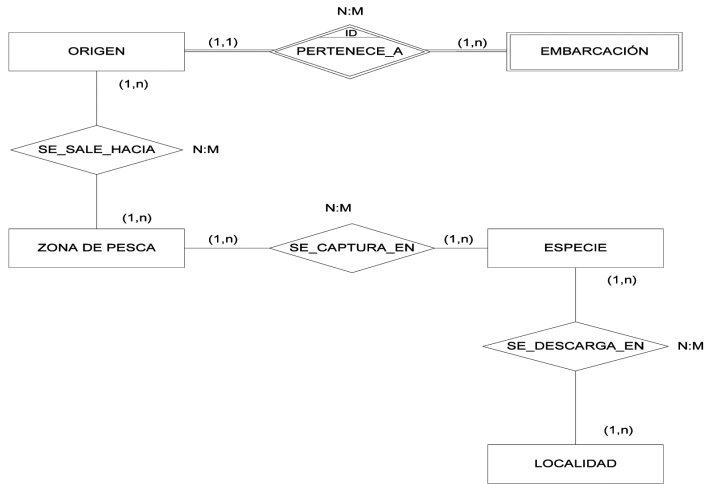 N:M
ORIGEN
(1,1)
ID
PERTENECE_A
(1,n)
EMBARCACIÓN
(1,n)
SE_SALE_HACIA
N:M
(1,n)
ZONA DE PESCA
(1,n)
N:M
SE_CAPTURA_EN
(1,n)
ESPECIE
(1,n)
SE_DESCARGA_EN
N:M
(1,n)
LOCALIDAD